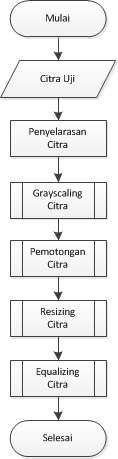 Mulai
Citra Uji
Penyelarasan
Citra
Grayscaling
Citra
Pemotongan
Citra
Resizing
Citra
Equalizing
Citra
Selesai